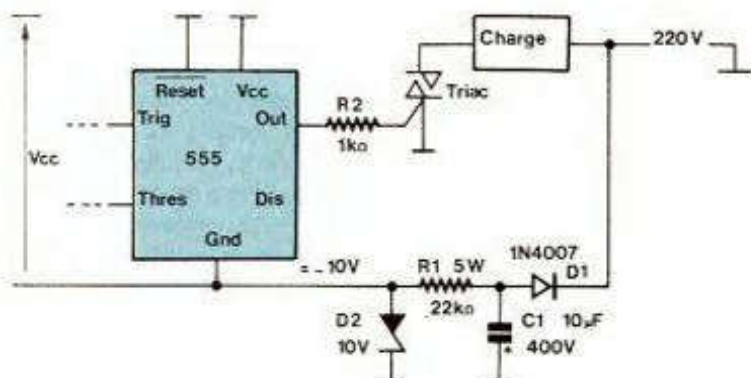 Charge
220 V
Reset
Vcc
Triac
R2
Trig
Out
1kΩ
Vcc
555
Thres
Dis
Gnd
= -10V
R1 5W
1N4007
D1
22kΩ
D2
10V
C1 10µF
+ 400V